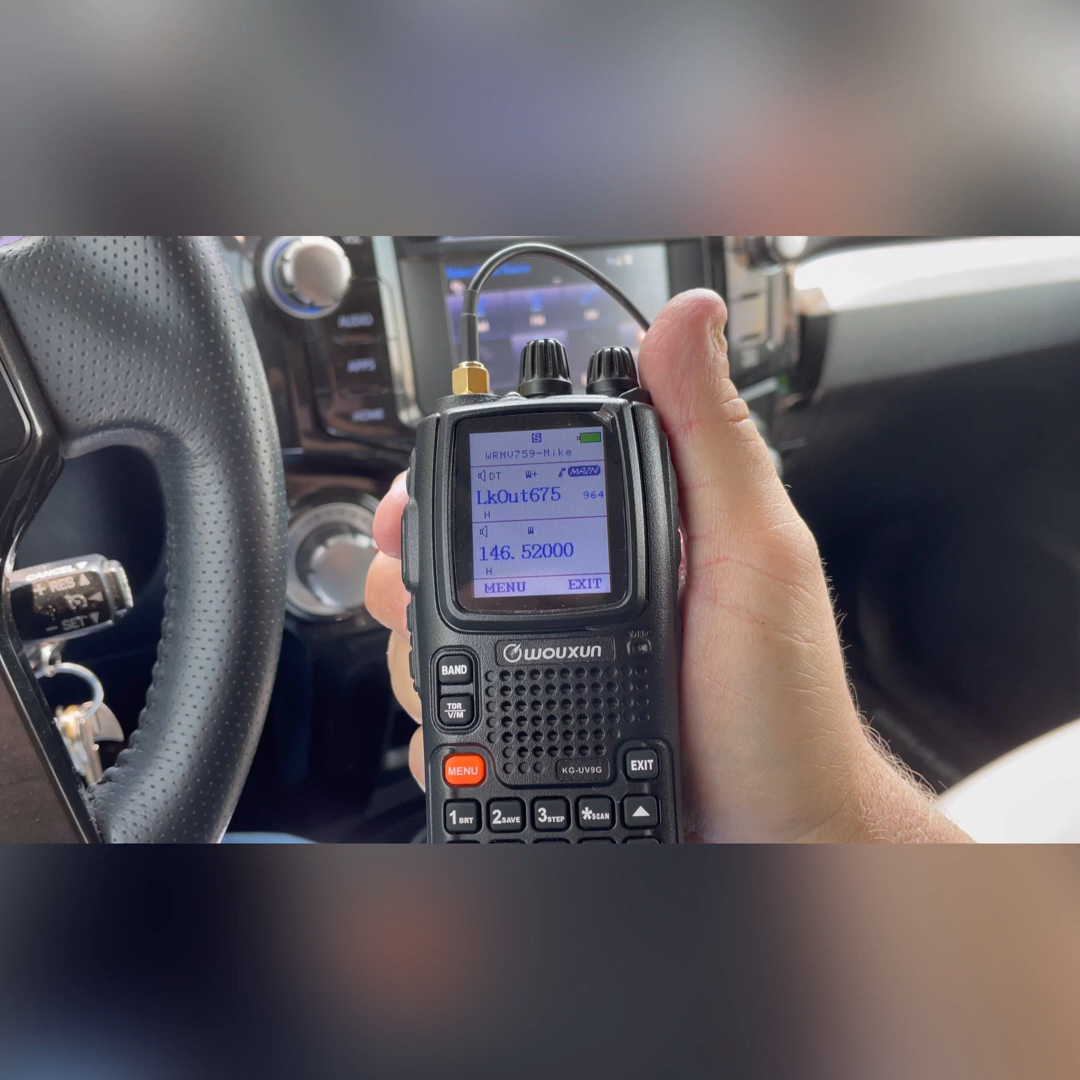 AUDIO
APPS
HOME
S
WRMV759-Mike
DT W+ MAIN
LkOut675 964
H
W
146.52000
H
MENU EXIT
CANCEL
RES
SET
WOUXUN
BAND
TDR
V/M
MENU
KG-UV9G
EXIT
1 BRT 2 SAVE 3 STEP * SCAN